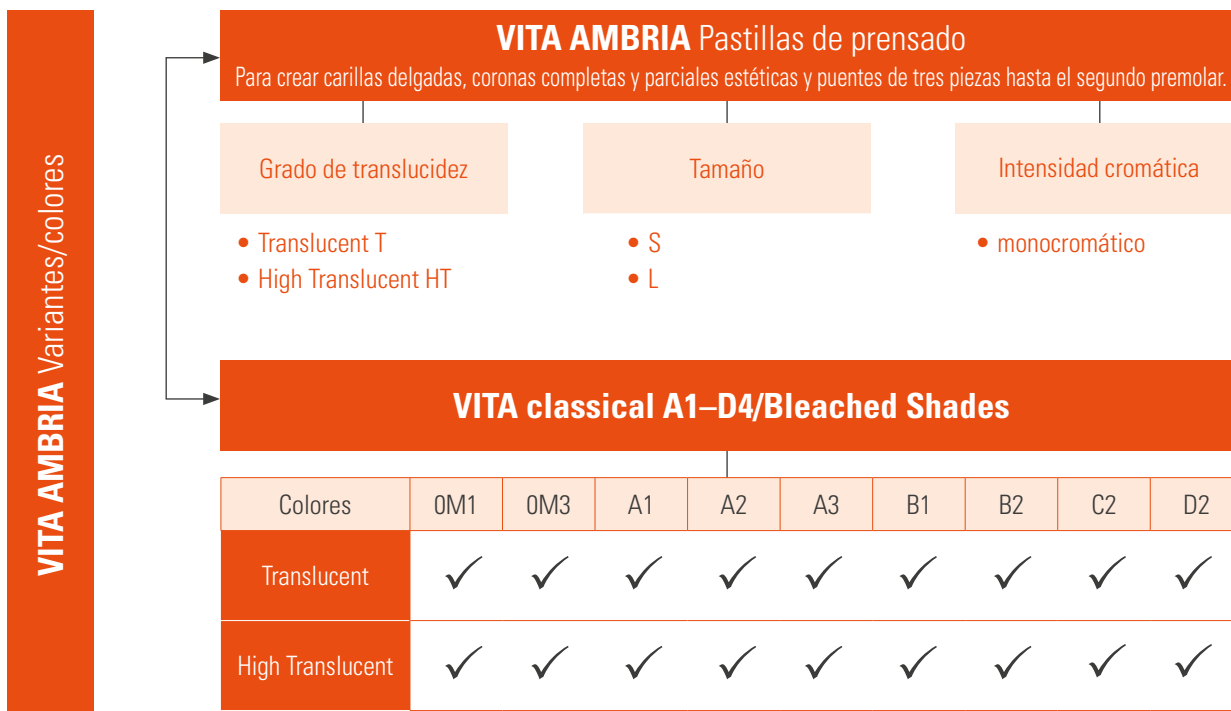 VITA AMBRIA Variantes/colores
VITA AMBRIA Pastillas de prensado
Para crear carillas delgadas, coronas completas y parciales estéticas y puentes de tres piezas hasta el segundo premolar.
Grado de translucidez
• Translucent T
• High Translucent HT
Tamaño
• S
• L
Intensidad cromática
• monocromático
VITA classical A1–D4/Bleached Shades
Colores 0M1 0M3 A1 A2 A3 B1 B2 C2 D2
Translucent ✓ ✓ ✓ ✓ ✓ ✓ ✓ ✓ ✓
High Translucent ✓ ✓ ✓ ✓ ✓ ✓ ✓ ✓ ✓